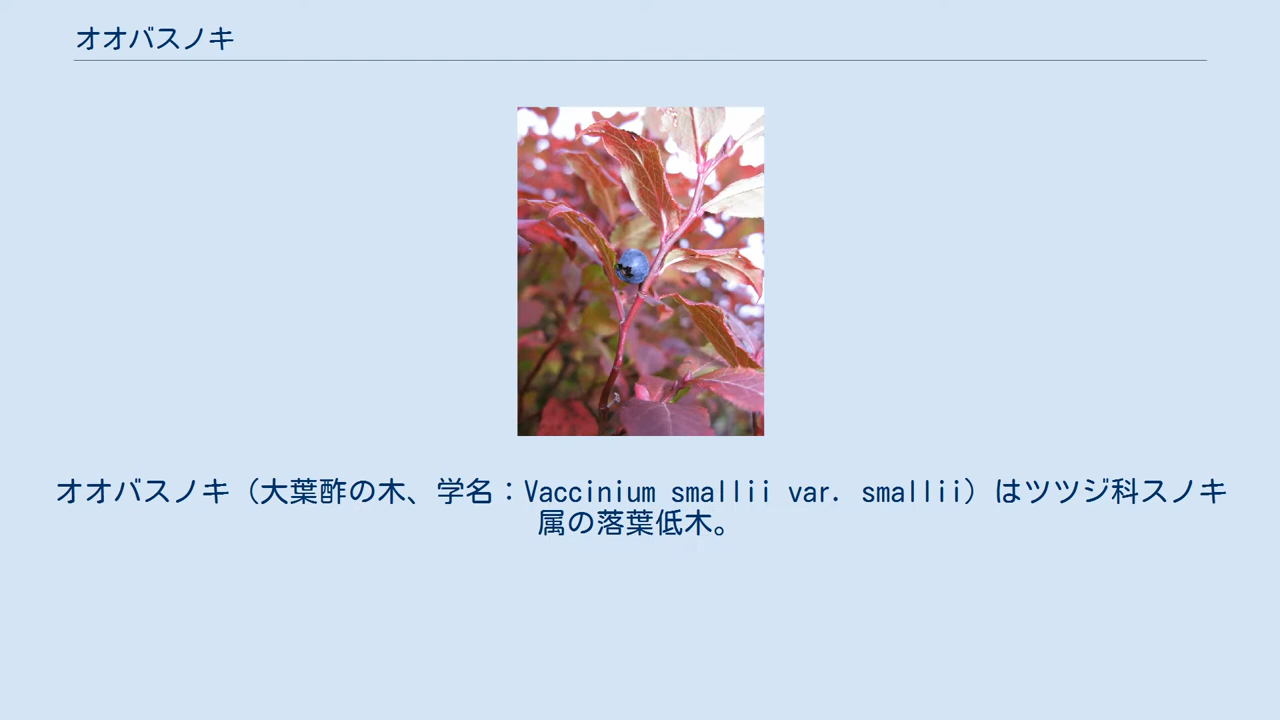 オオバスノキ
オオバスノキ（大葉酢の木、学名：Vaccinium smallii var. smallii）はツツジ科スノキ
属の落葉低木。